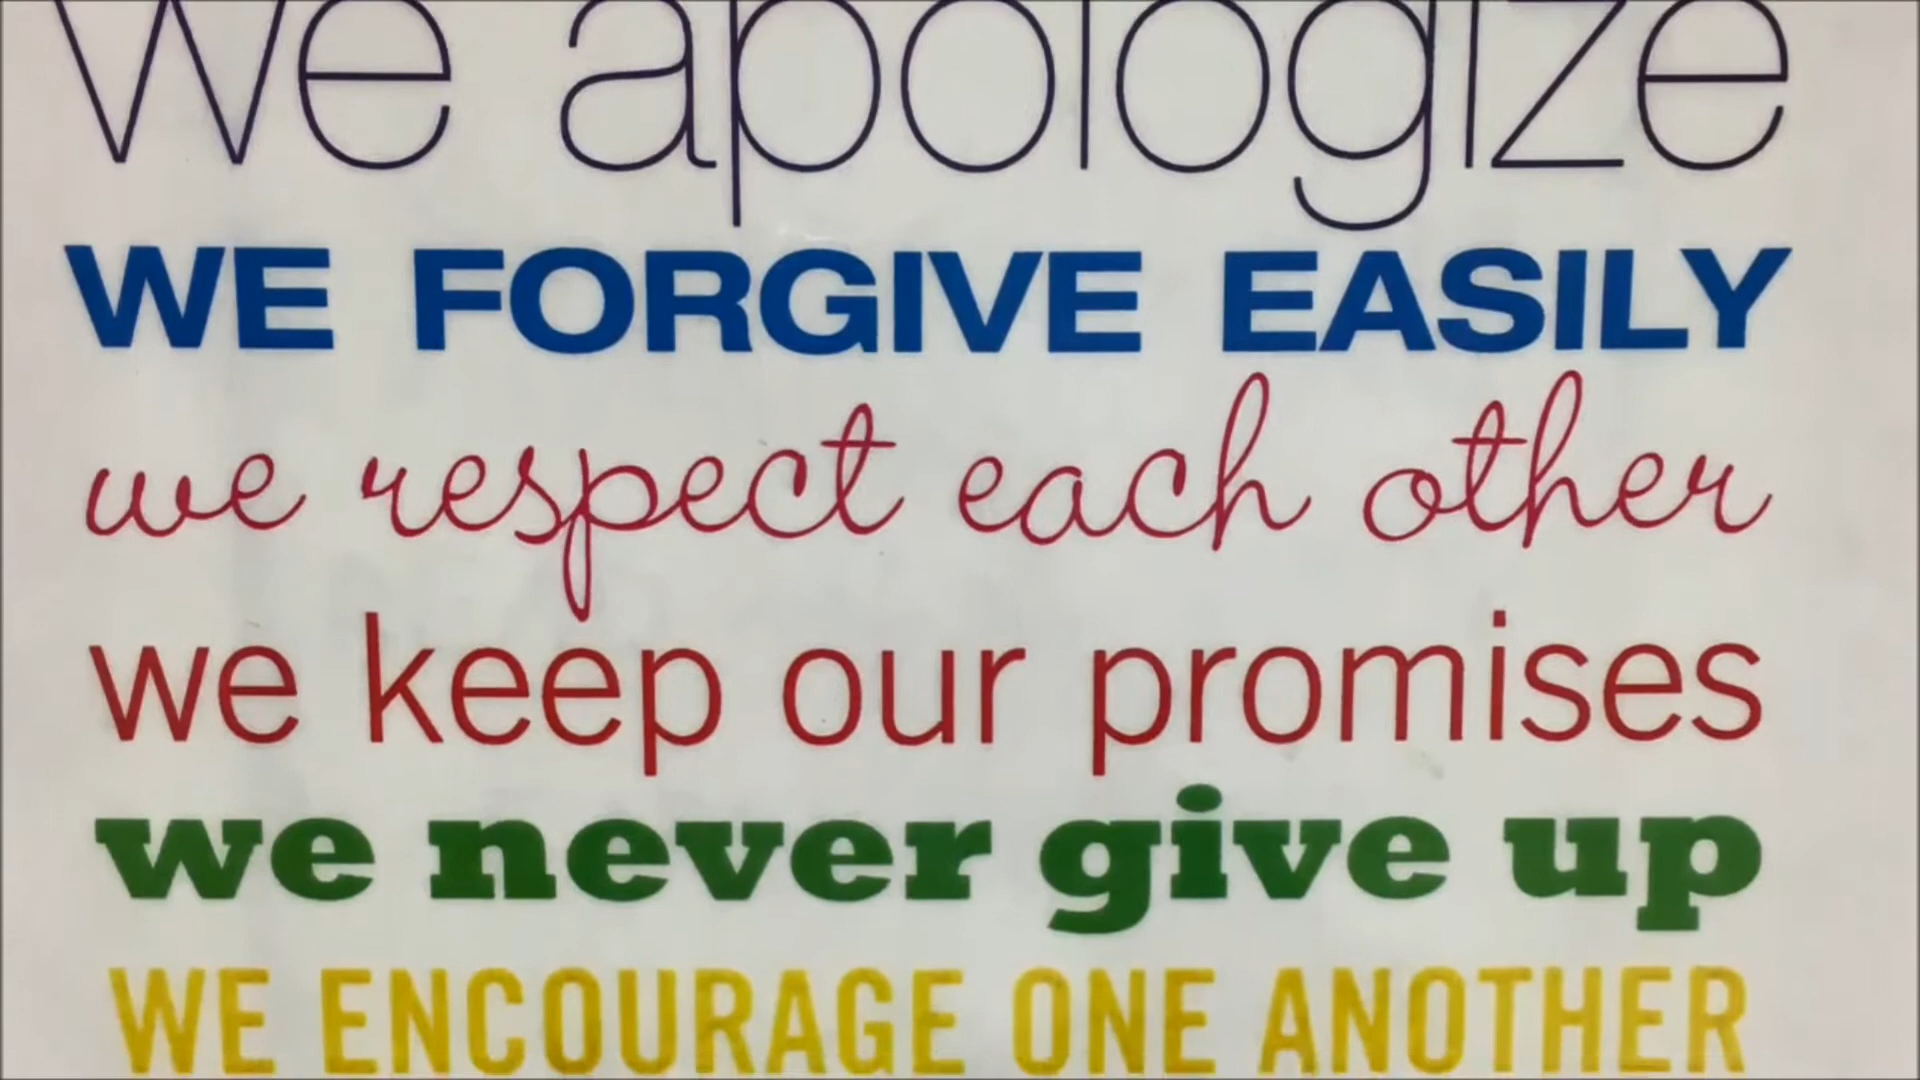 we apologize
WE FORGIVE EASILY
we respect each other
we keep our promises
we never give up
WE ENCOURAGE ONE ANOTHER